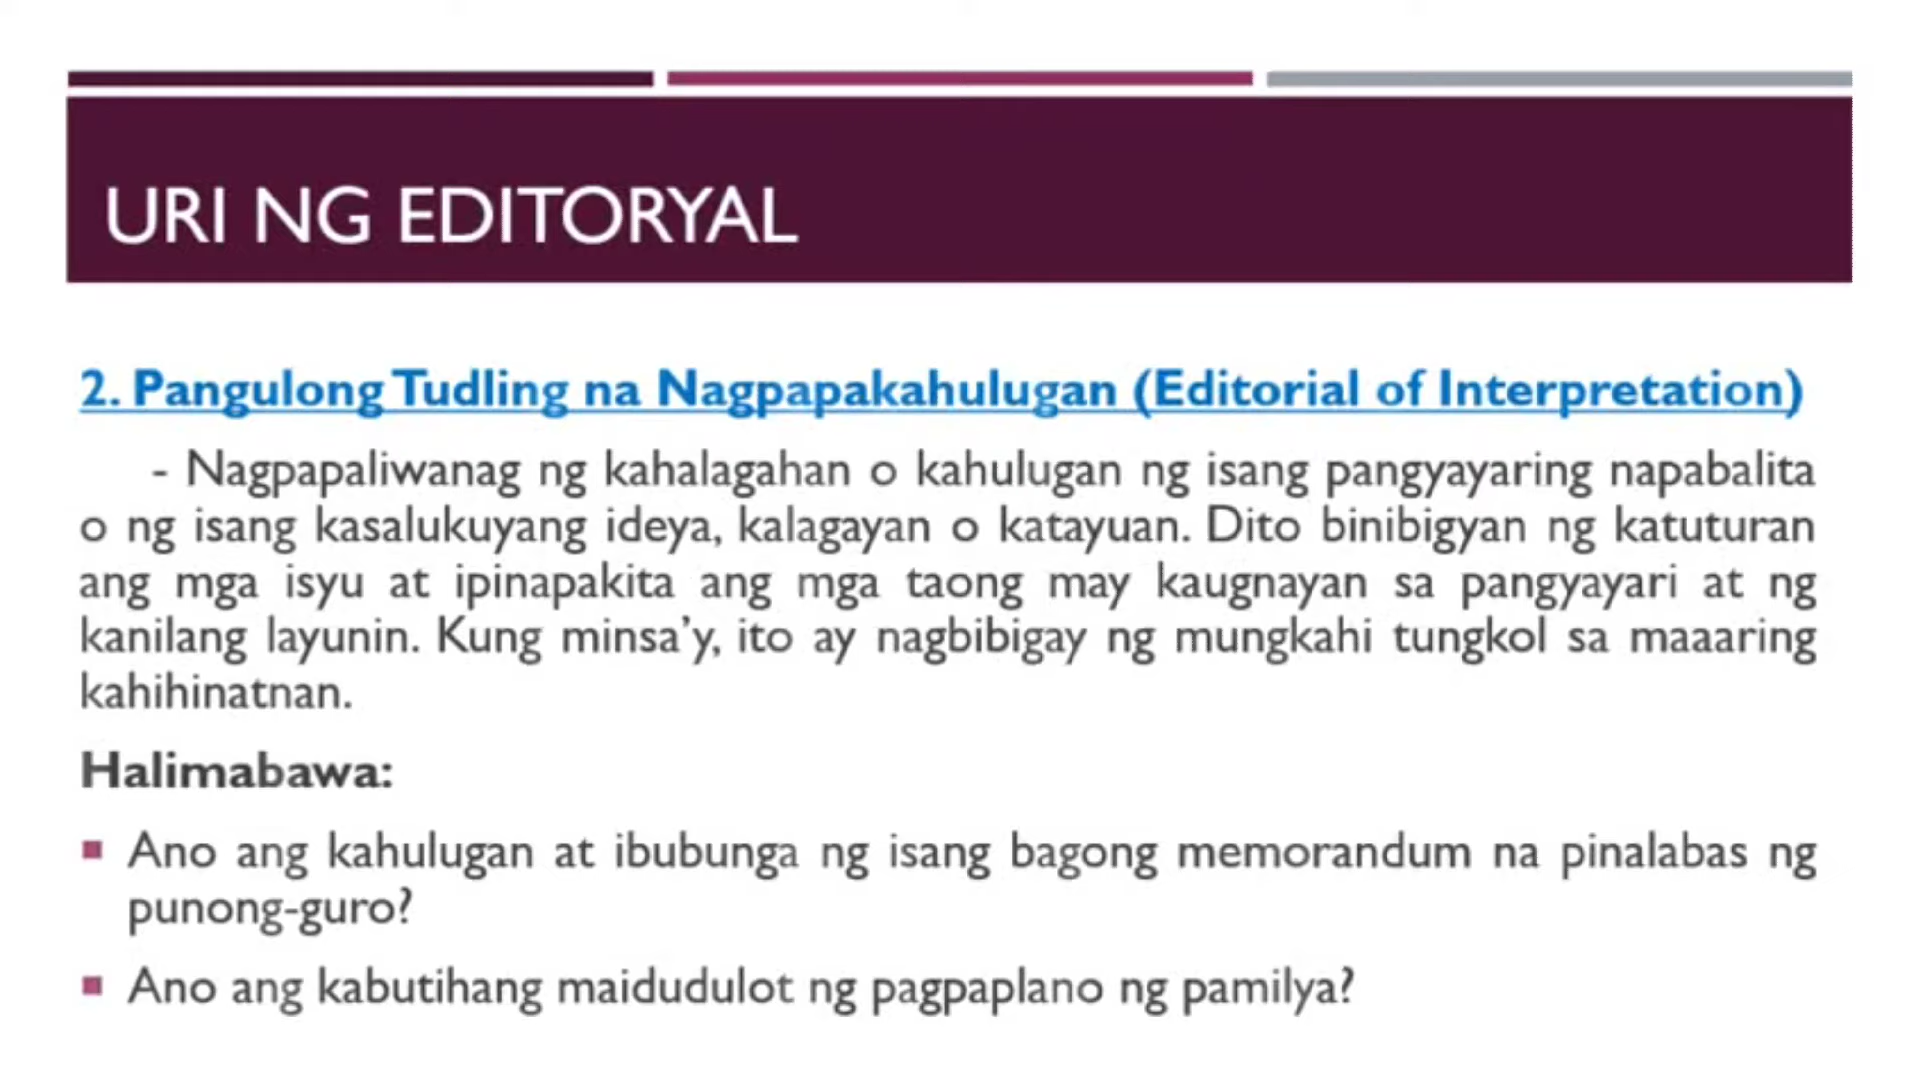 URI NG EDITORYAL
2. Pangulong Tudling na Nagpapakahulugan (Editorial of Interpretation)
- Nagpapaliwanag ng kahalagahan o kahulugan ng isang pangyayaring napabalita
o ng isang kasalukuyang ideya, kalagayan o katayuan. Dito binibigyan ng katuturan
ang mga isyu at ipinapakita ang mga taong may kaugnayan sa pangyayari at ng
kanilang layunin. Kung minsa’y, ito ay nagbibigay ng mungkahi tungkol sa maaaring
kahihinatnan.
Halimabawa:
▪ Ano ang kahulugan at ibubunga ng isang bagong memorandum na pinalabas ng
punong-guro?
▪ Ano ang kabutihang maidudulot ng pagpaplano ng pamilya?